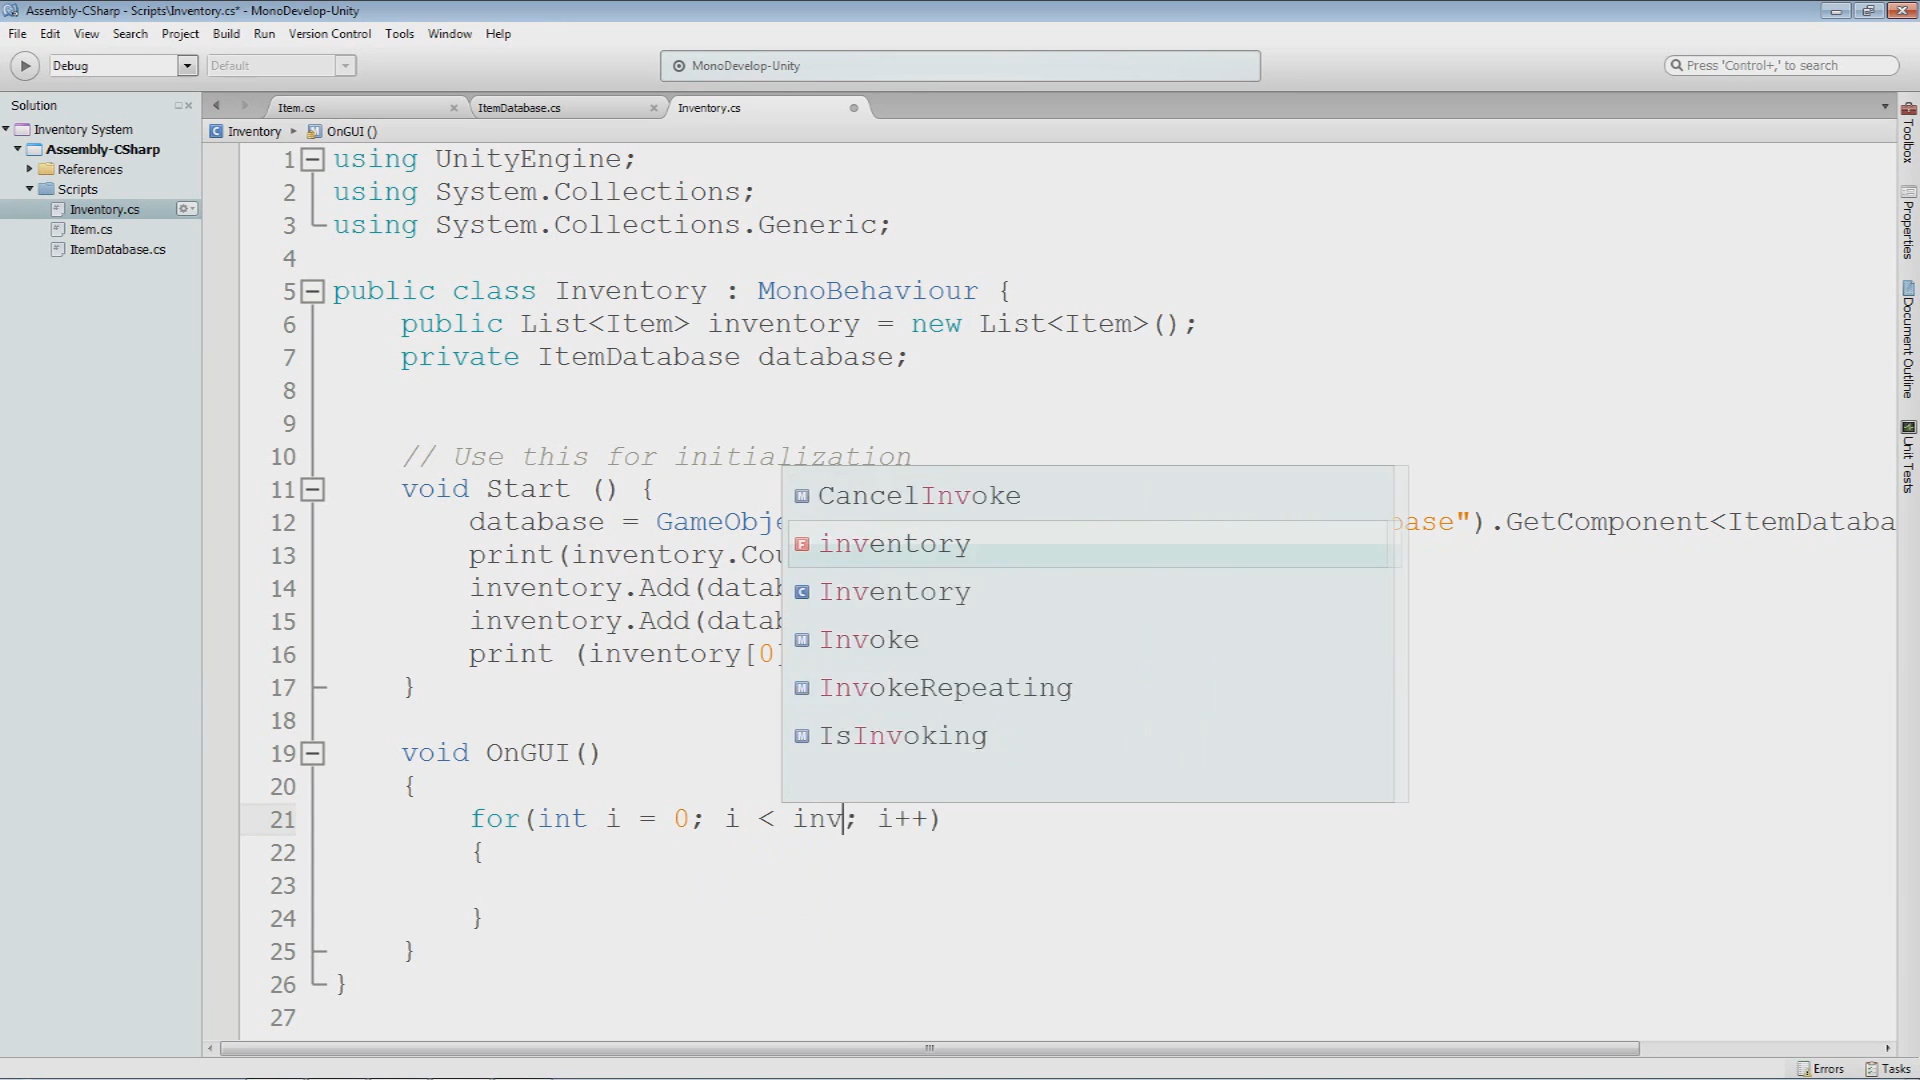 Assembly-CSharp - Scripts\Inventory.cs* - MonoDevelop-Unity
File Edit View Search Project Build Run Version Control Tools Window Help
Debug Default MonoDevelop-Unity Press 'Control+,' to search
Solution Item.cs ItemDatabase.cs Inventory.cs
Inventory System Inventory OnGUI ()
Assembly-CSharp
References
Scripts
Inventory.cs
Item.cs
ItemDatabase.cs
1 using UnityEngine;
2 using System.Collections;
3 using System.Collections.Generic;
4
5 public class Inventory : MonoBehaviour {
6 public List<Item> inventory = new List<Item>();
7 private ItemDatabase database;
8
9
10 // Use this for initialization
11 void Start () {
12 database = GameObje base").GetComponent<ItemDataba
13 print(inventory.Cou
14 inventory.Add(datab
15 inventory.Add(datab
16 print (inventory[0]
17 }
18
19 void OnGUI()
20 {
21 for(int i = 0; i < inv; i++)
22 {
23
24 }
25 }
26 }
27
CancelInvoke
inventory
Inventory
Invoke
InvokeRepeating
IsInvoking
Toolbox
Properties
Document Outline
Unit Tests
Errors Tasks